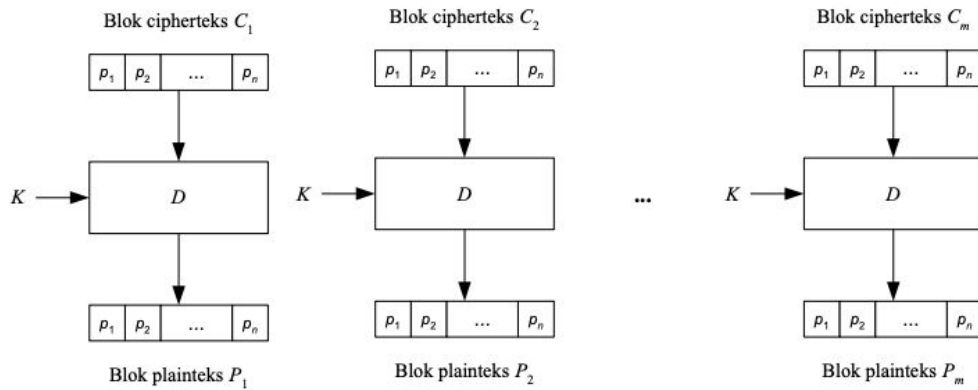 Blok cipherteks C₁ Blok cipherteks C₂ Blok cipherteks Cₘ
p₁ p₂ ... pₙ p₁ p₂ ... pₙ p₁ p₂ ... pₙ
K D K D ... K D
p₁ p₂ ... pₙ p₁ p₂ ... pₙ p₁ p₂ ... pₙ
Blok plainteks P₁ Blok plainteks P₂ Blok plainteks Pₘ